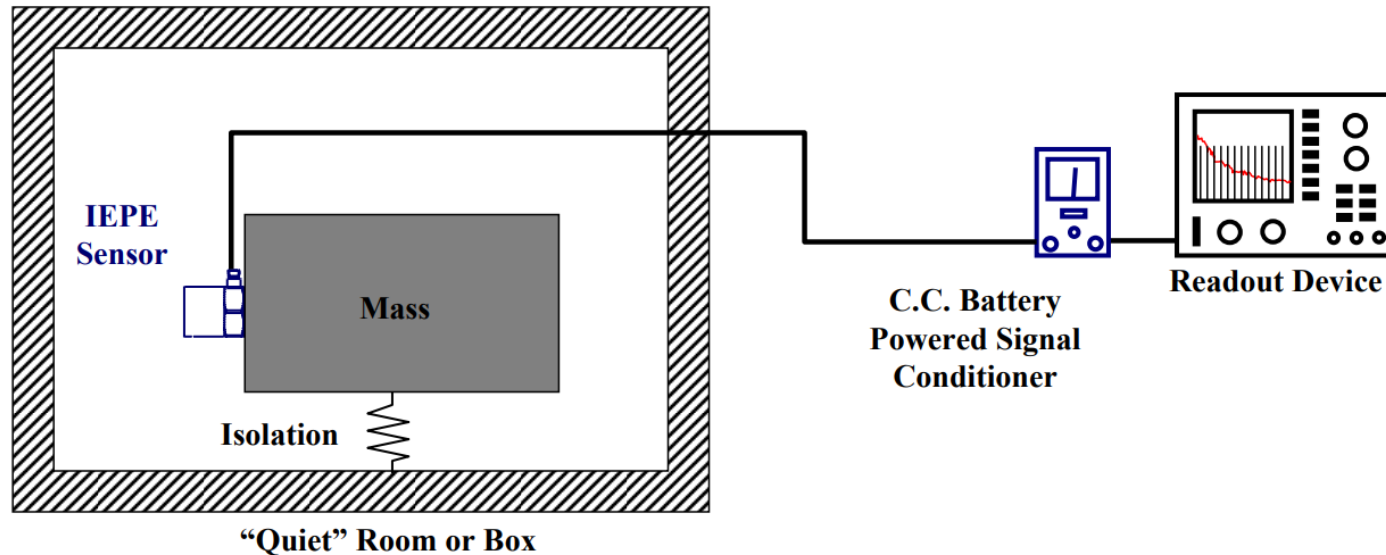 IEPE
Sensor
Mass
Isolation
“Quiet” Room or Box
C.C. Battery
Powered Signal
Conditioner
Readout Device